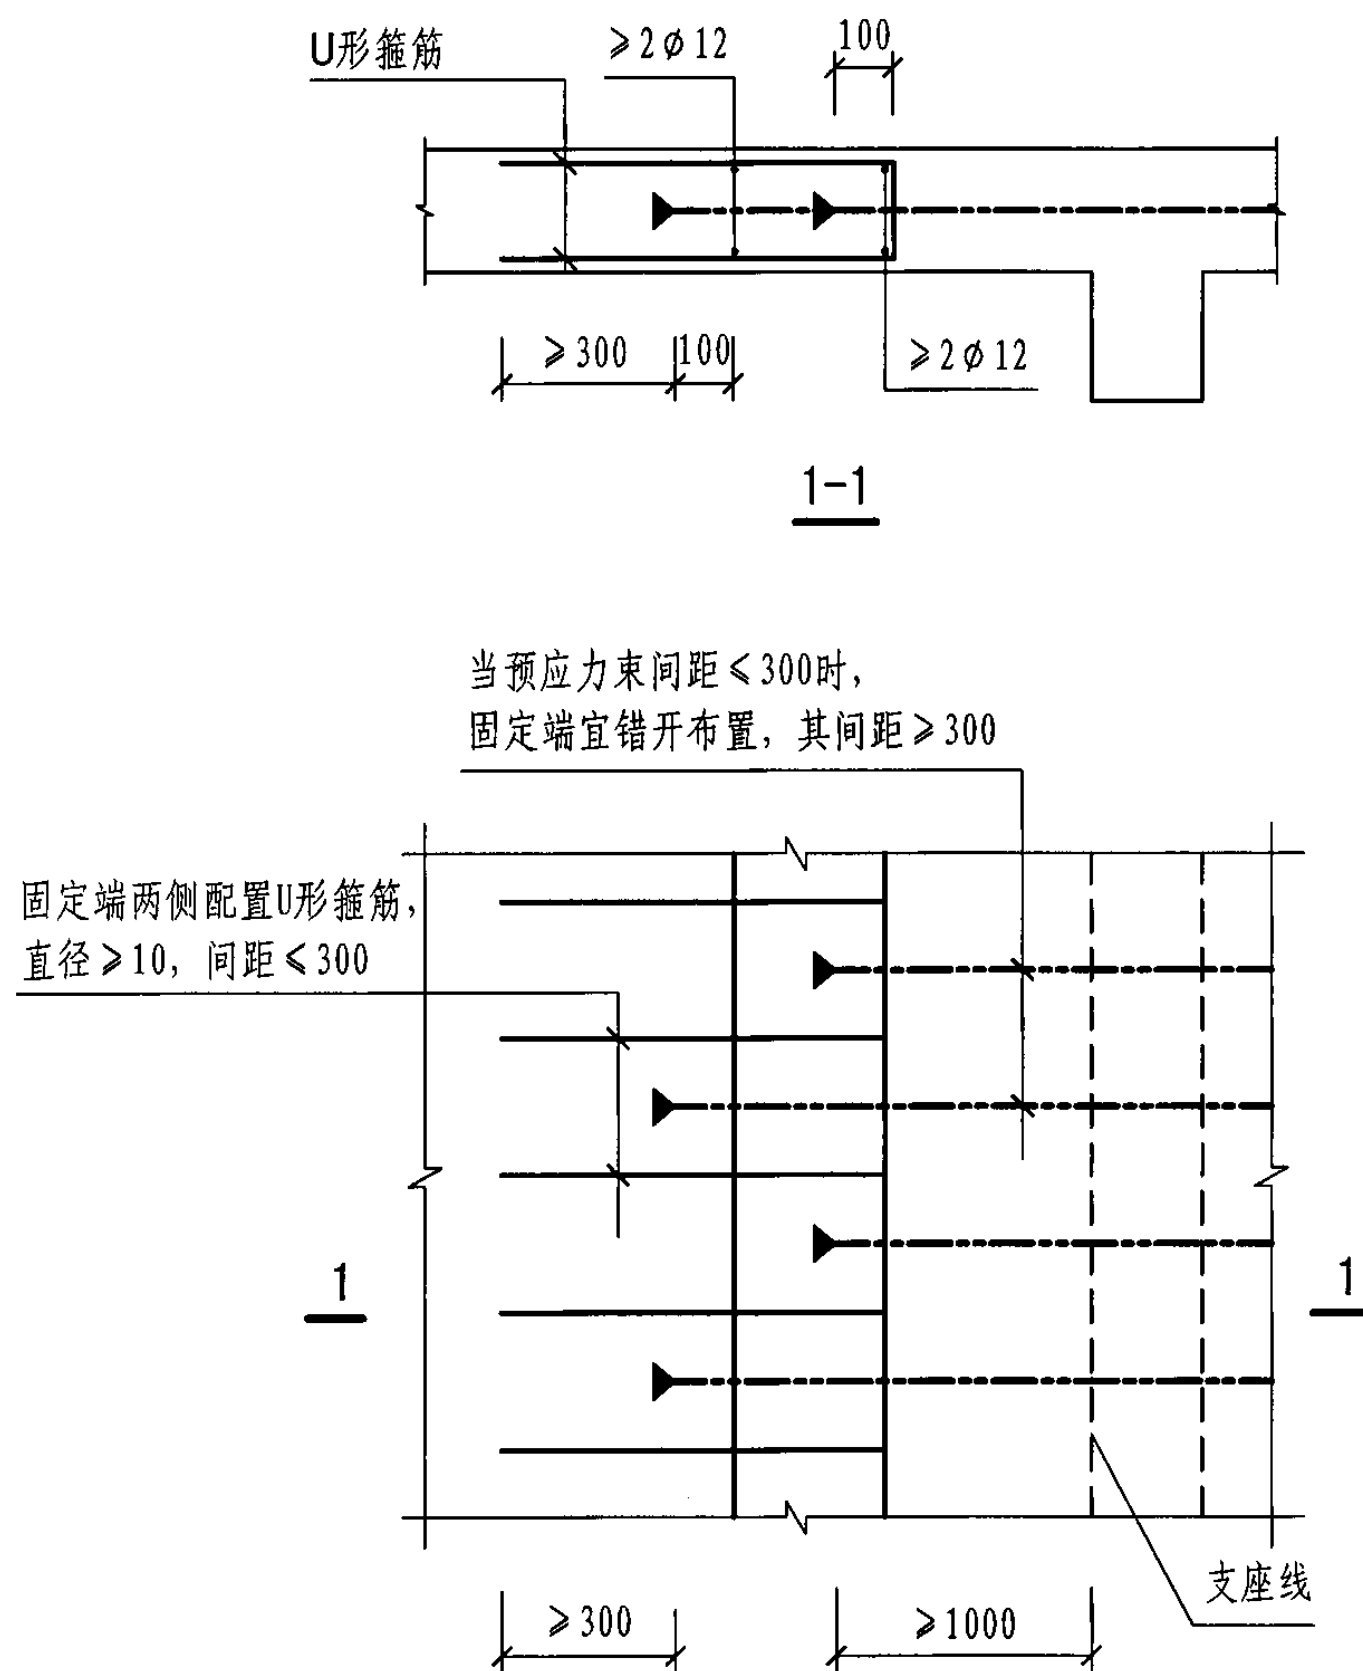 U形箍筋
≥2φ12
100
≥300
100
≥2φ12
1-1
当预应力束间距≤300时，
固定端宜错开布置，其间距≥300
固定端两侧配置U形箍筋，
直径≥10，间距≤300
1
1
支座线
≥300
≥1000